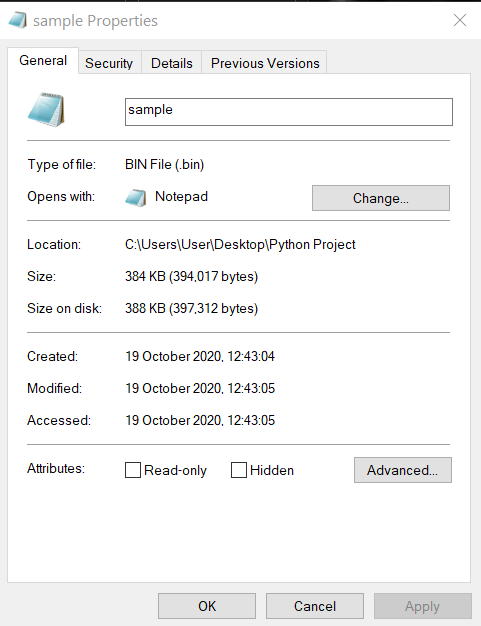 sample Properties
General Security Details Previous Versions
sample
Type of file: BIN File (.bin)
Opens with: Notepad Change...
Location: C:\Users\User\Desktop\Python Project
Size: 384 KB (394,017 bytes)
Size on disk: 388 KB (397,312 bytes)
Created: 19 October 2020, 12:43:04
Modified: 19 October 2020, 12:43:05
Accessed: 19 October 2020, 12:43:05
Attributes: Read-only Hidden Advanced...
OK Cancel Apply